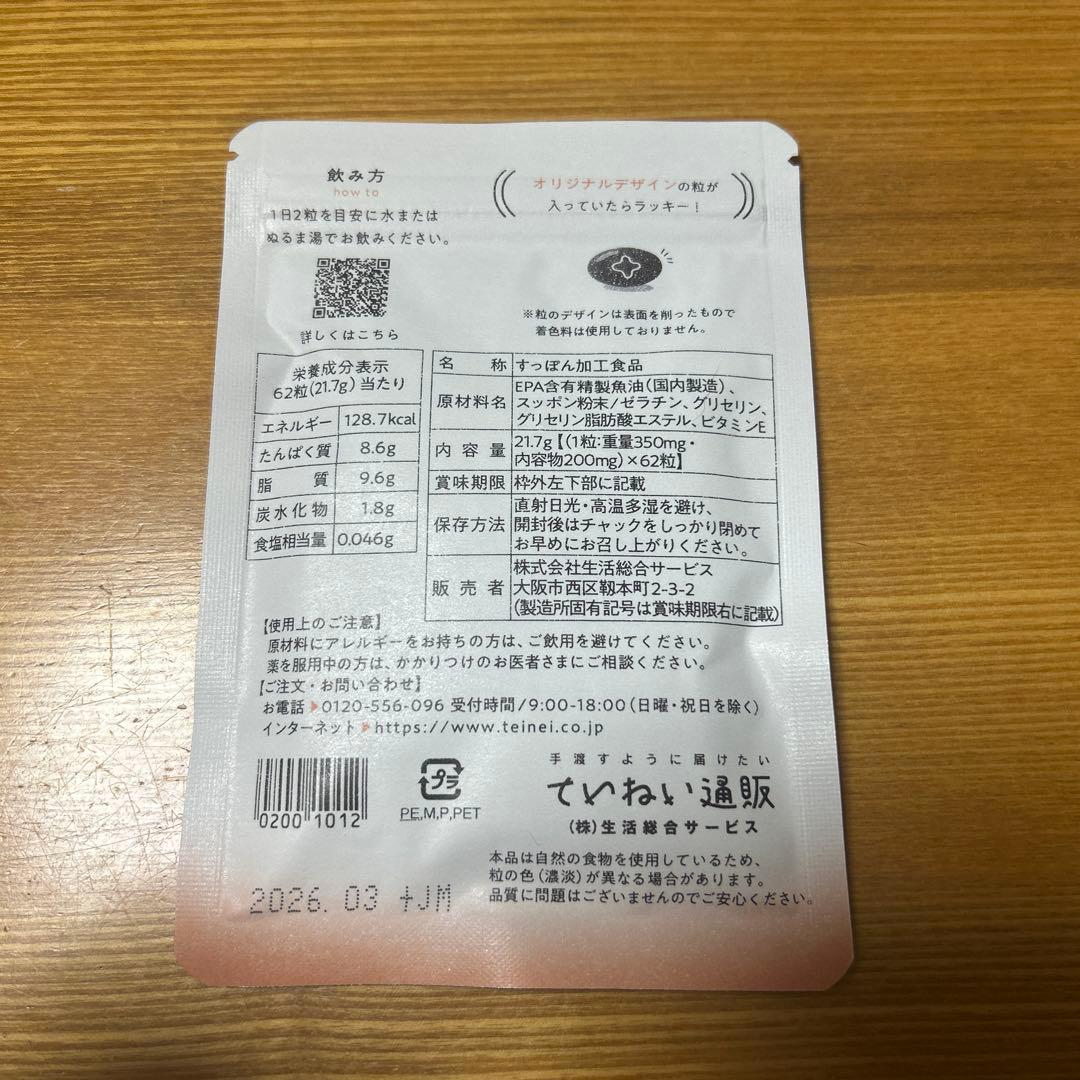 飲み方
how to
1日2粒を目安に水または
ぬるま湯でお飲みください。
詳しくはこちら
オリジナルデザインの粒が
入っていたらラッキー！
※粒のデザインは表面を削ったもので
着色料は使用しておりません。
栄養成分表示
62粒(21.7g)当たり
エネルギー 128.7kcal
たんぱく質 8.6g
脂質 9.6g
炭水化物 1.8g
食塩相当量 0.046g
名称 すっぽん加工食品
原材料名 EPA含有精製魚油(国内製造)、
スッポン粉末/ゼラチン、グリセリン、
グリセリン脂肪酸エステル、ビタミンE
内容量 21.7g【(1粒:重量350mg・
内容物200mg)×62粒】
賞味期限 枠外左下部に記載
保存方法 直射日光・高温多湿を避け、
開封後はチャックをしっかり閉めて
お早めにお召し上がりください。
販売者 株式会社生活総合サービス
大阪市西区靱本町2-3-2
(製造所固有記号は賞味期限右に記載)
【使用上のご注意】
原材料にアレルギーをお持ちの方は、ご飲用を避けてください。
薬を服用中の方は、かかりつけのお医者さまにご相談ください。
【ご注文・お問い合わせ】
お電話▶0120-556-096 受付時間/9:00-18:00(日曜・祝日を除く)
インターネット▶https://www.teinei.co.jp
02001012
プラ
PE,M,P,PET
手渡すように届けたい
ていねい通販
(株)生活総合サービス
本品は自然の食物を使用しているため、
粒の色(濃淡)が異なる場合があります。
品質に問題はございませんのでご安心ください。
2026.03 +JM